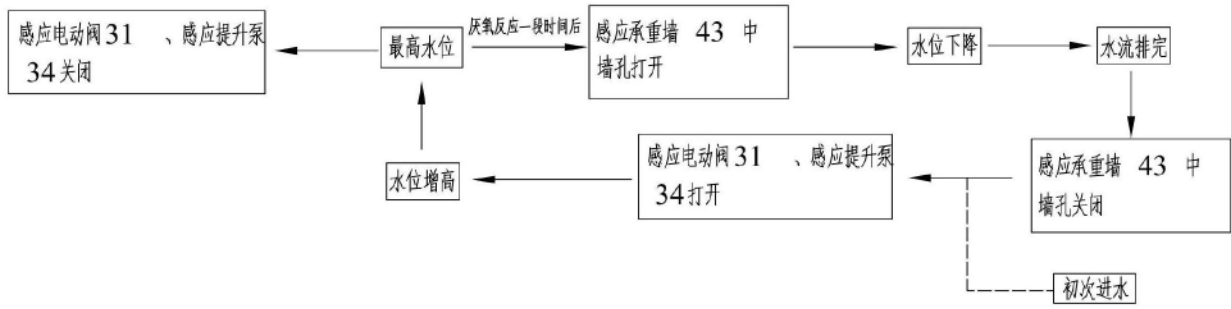 感应电动阀31 、感应提升泵
34关闭
最高水位
厌氧反应一段时间后
感应承重墙 43 中
墙孔打开
水位下降
水流排完
水位增高
感应电动阀31 、感应提升泵
34打开
感应承重墙 43 中
墙孔关闭
初次进水